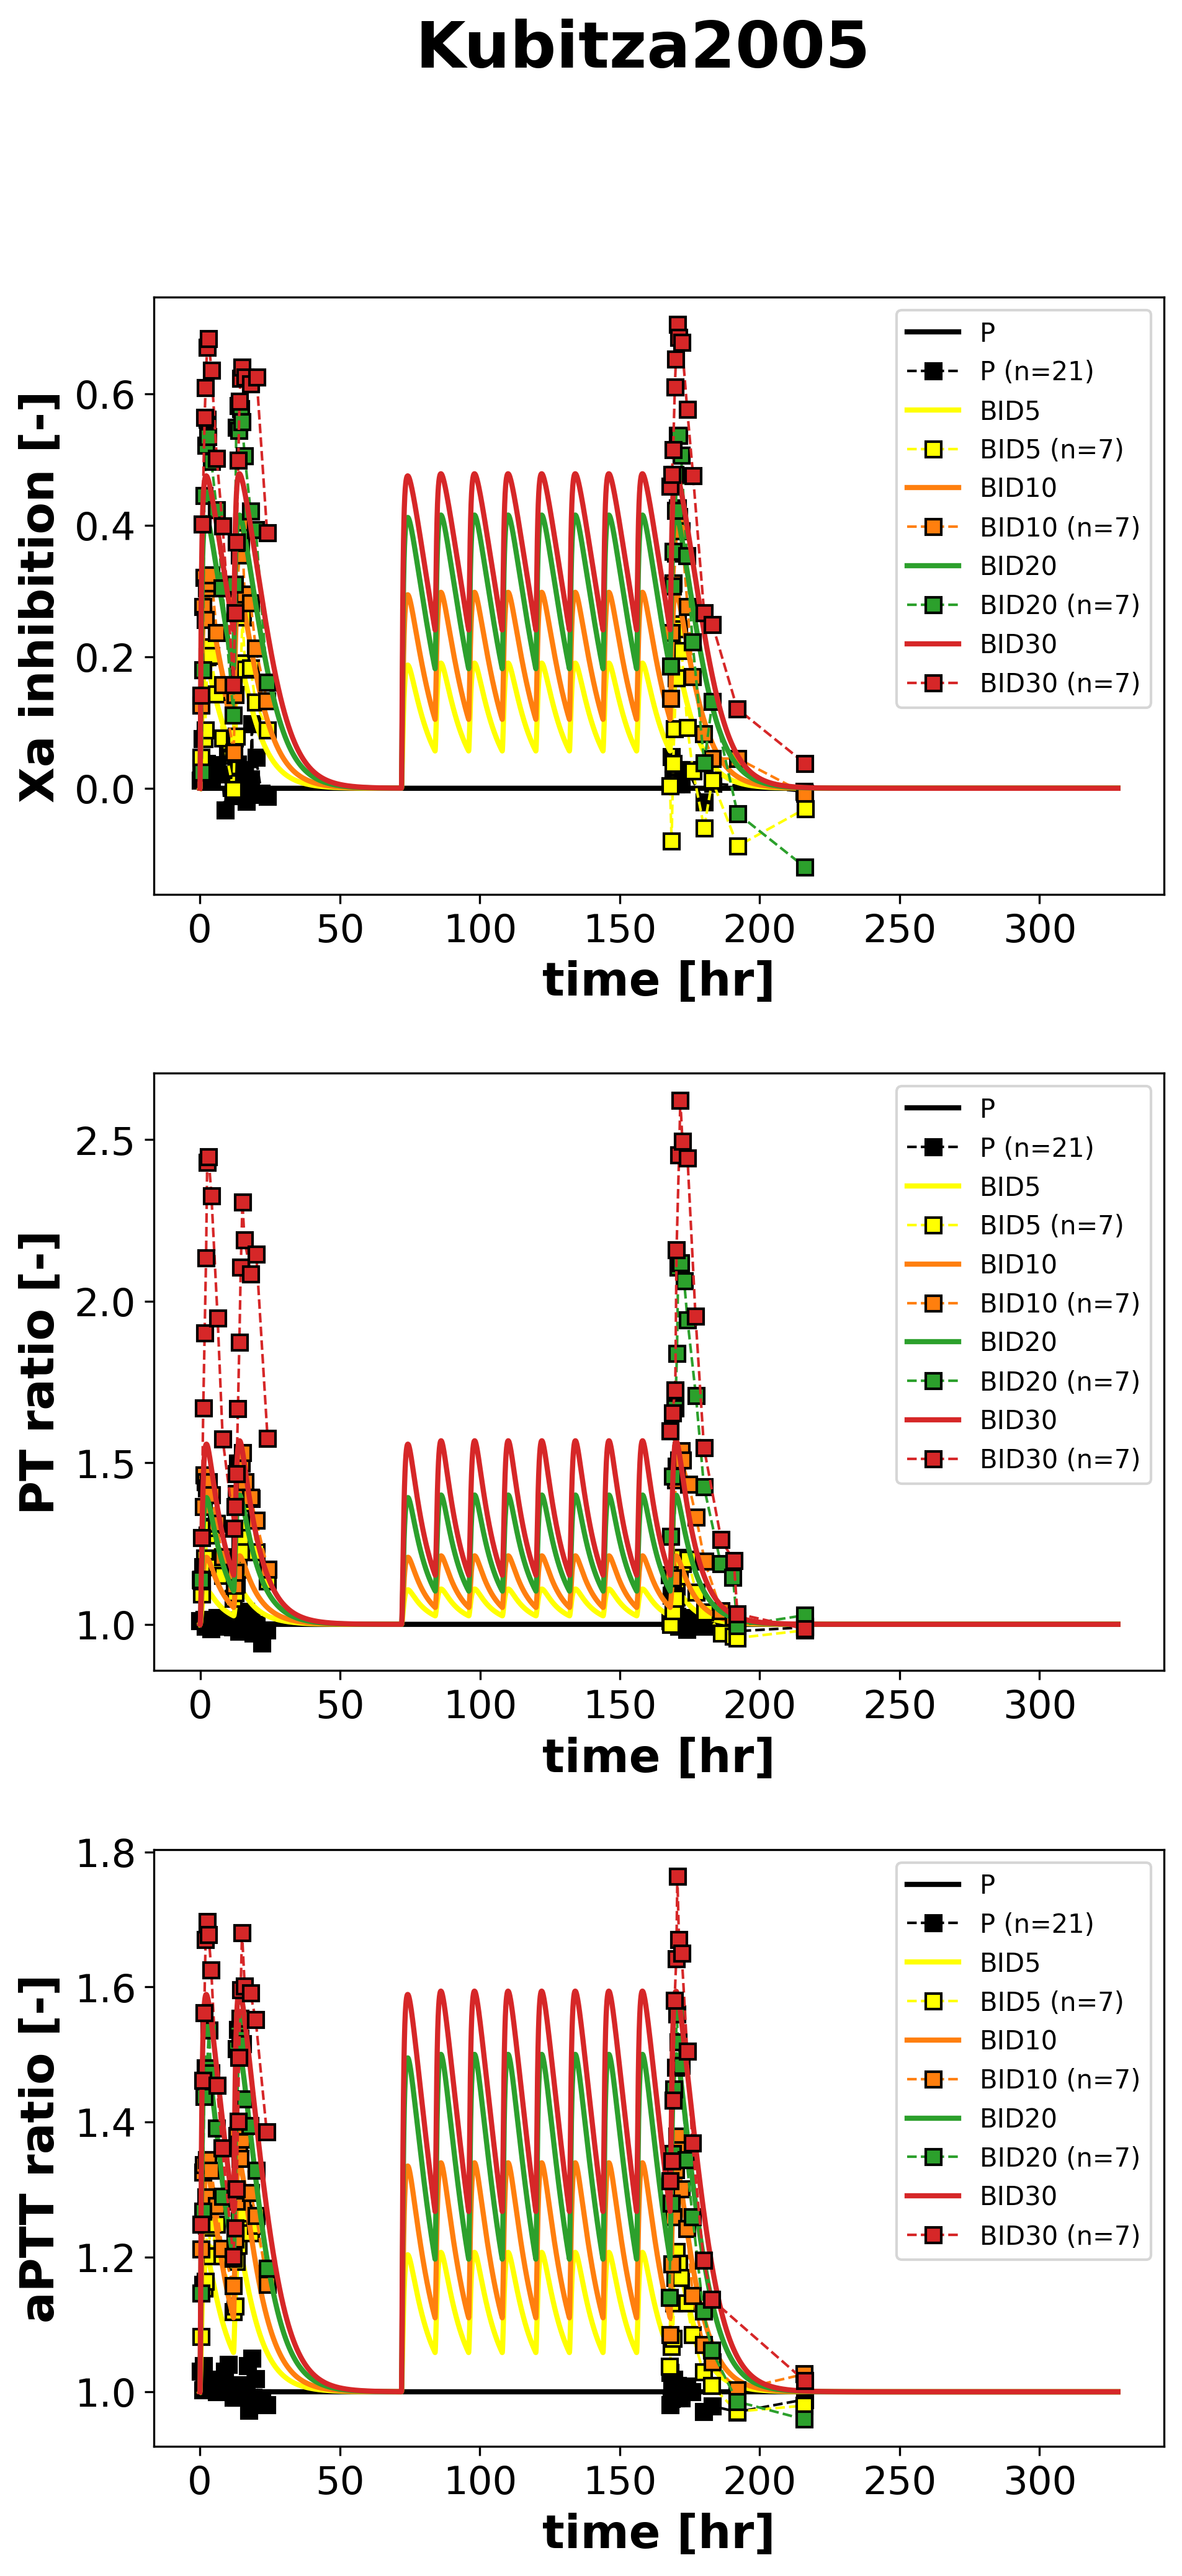 Kubitza2005
Xa inhibition [-]
0.6
0.4
0.2
0.0
P
P (n=21)
BID5
BID5 (n=7)
BID10
BID10 (n=7)
BID20
BID20 (n=7)
BID30
BID30 (n=7)
0 50 100 150 200 250 300
time [hr]
PT ratio [-]
2.5
2.0
1.5
1.0
P
P (n=21)
BID5
BID5 (n=7)
BID10
BID10 (n=7)
BID20
BID20 (n=7)
BID30
BID30 (n=7)
0 50 100 150 200 250 300
time [hr]
aPTT ratio [-]
1.8
1.6
1.4
1.2
1.0
P
P (n=21)
BID5
BID5 (n=7)
BID10
BID10 (n=7)
BID20
BID20 (n=7)
BID30
BID30 (n=7)
0 50 100 150 200 250 300
time [hr]